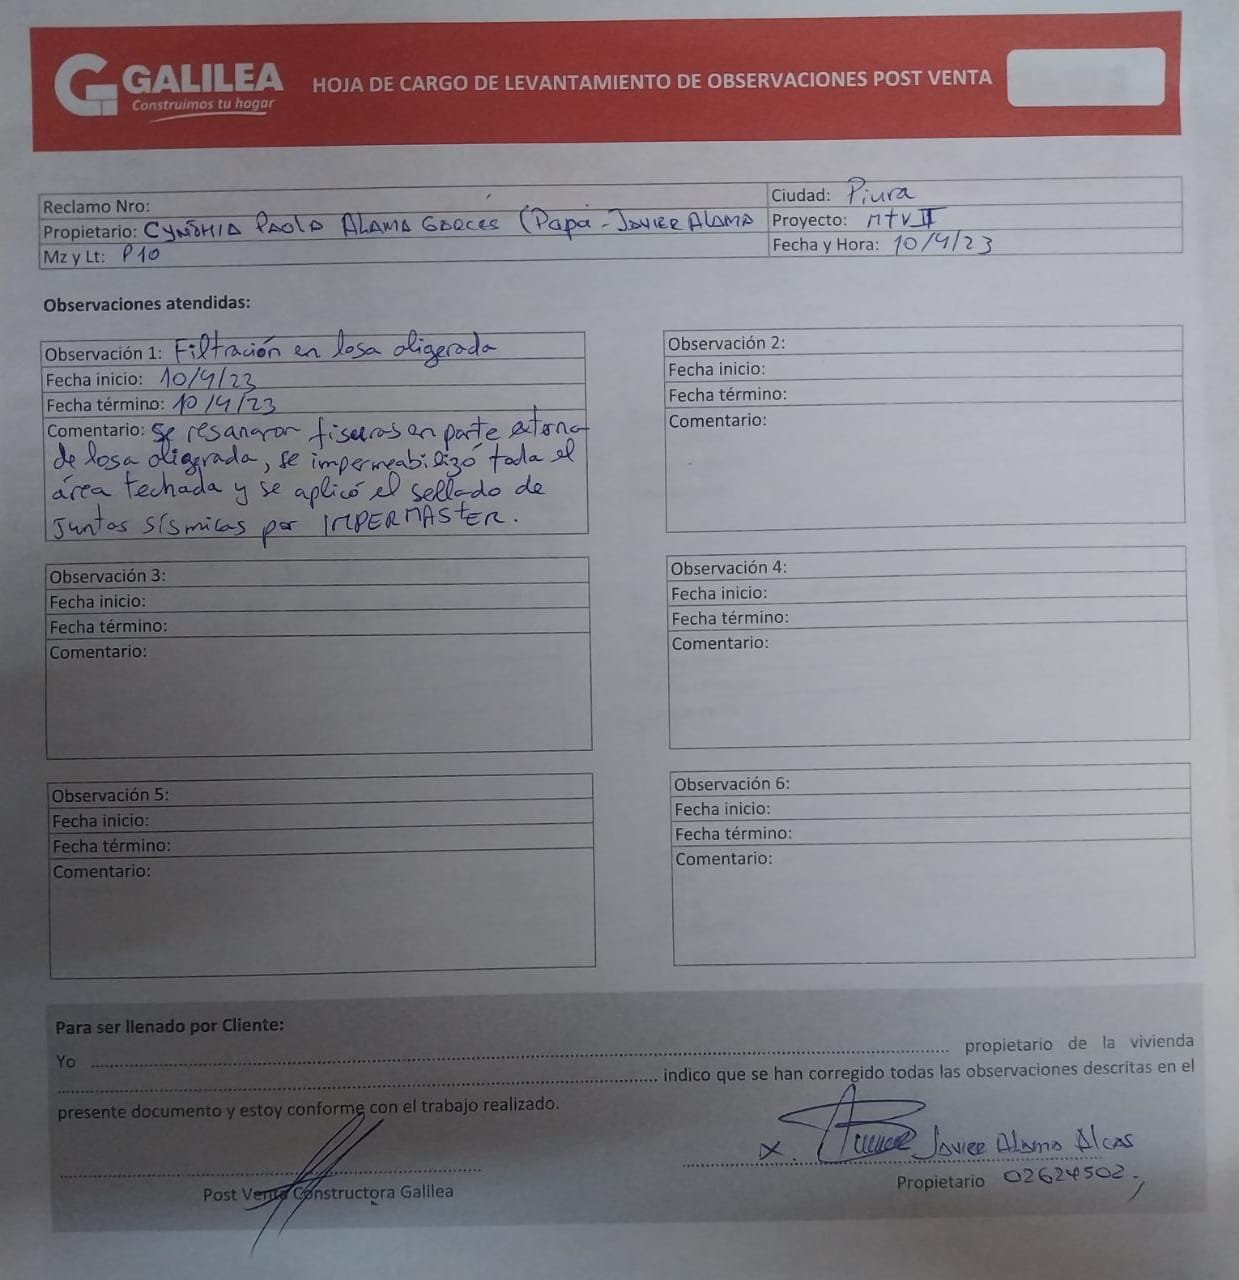 GALILEA
Construimos tu hogar
HOJA DE CARGO DE LEVANTAMIENTO DE OBSERVACIONES POST VENTA
Reclamo Nro:
Ciudad: Piura
Propietario: CYNTHIA PAOLA ALAMA GARCES (Papá - JAVIER ALAMA
Proyecto: MTV II
Mz y Lt: P10
Fecha y Hora: 10/4/23
Observaciones atendidas:
Observación 1: Filtración en losa aligerada
Fecha inicio: 10/4/23
Fecha término: 10/4/23
Comentario: Se resanaron fisuras en parte externa
de losa aligerada, se impermeabilizó toda el
área techada y se aplicó el sellado de
juntas sísmicas por IMPERMASTER.
Observación 2:
Fecha inicio:
Fecha término:
Comentario:
Observación 3:
Fecha inicio:
Fecha término:
Comentario:
Observación 4:
Fecha inicio:
Fecha término:
Comentario:
Observación 5:
Fecha inicio:
Fecha término:
Comentario:
Observación 6:
Fecha inicio:
Fecha término:
Comentario:
Para ser llenado por Cliente:
Yo ........ propietario de la vivienda
........ indico que se han corregido todas las observaciones descritas en el
presente documento y estoy conforme con el trabajo realizado.
x. Javier Alama Alcas
Post Venta Constructora Galilea
Propietario 02624502.,